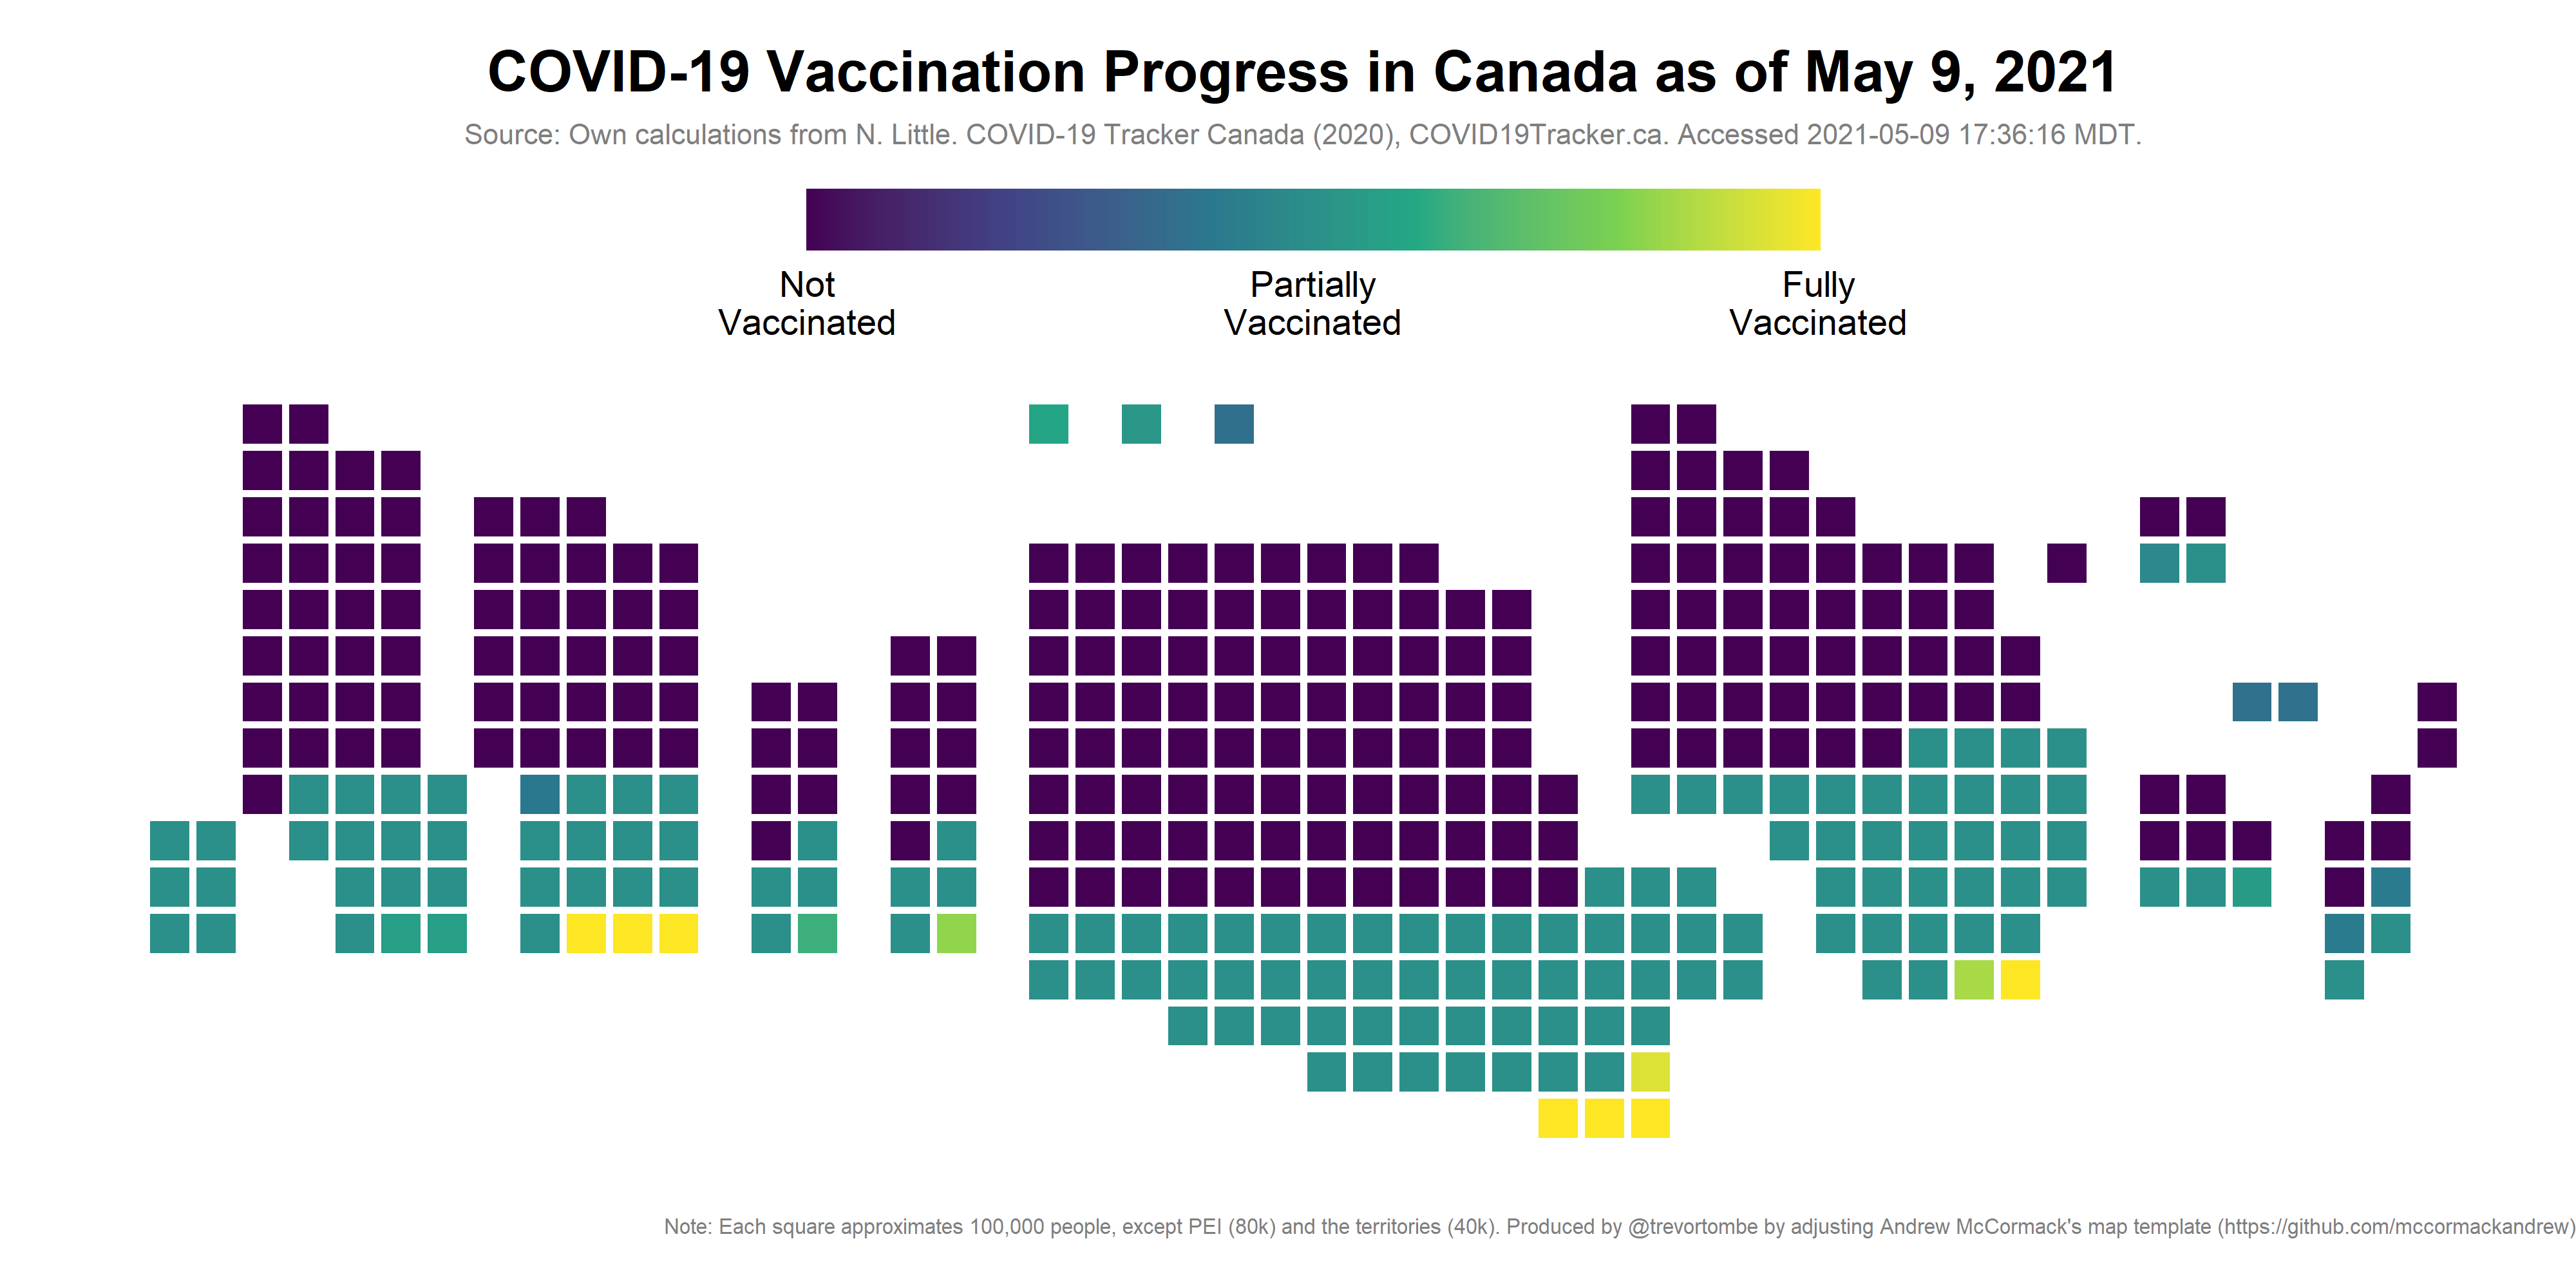 COVID-19 Vaccination Progress in Canada as of May 9, 2021
Source: Own calculations from N. Little. COVID-19 Tracker Canada (2020), COVID19Tracker.ca. Accessed 2021-05-09 17:36:16 MDT.
Not
Vaccinated
Partially
Vaccinated
Fully
Vaccinated
Note: Each square approximates 100,000 people, except PEI (80k) and the territories (40k). Produced by @trevortombe by adjusting Andrew McCormack's map template (https://github.com/mccormackandrew)